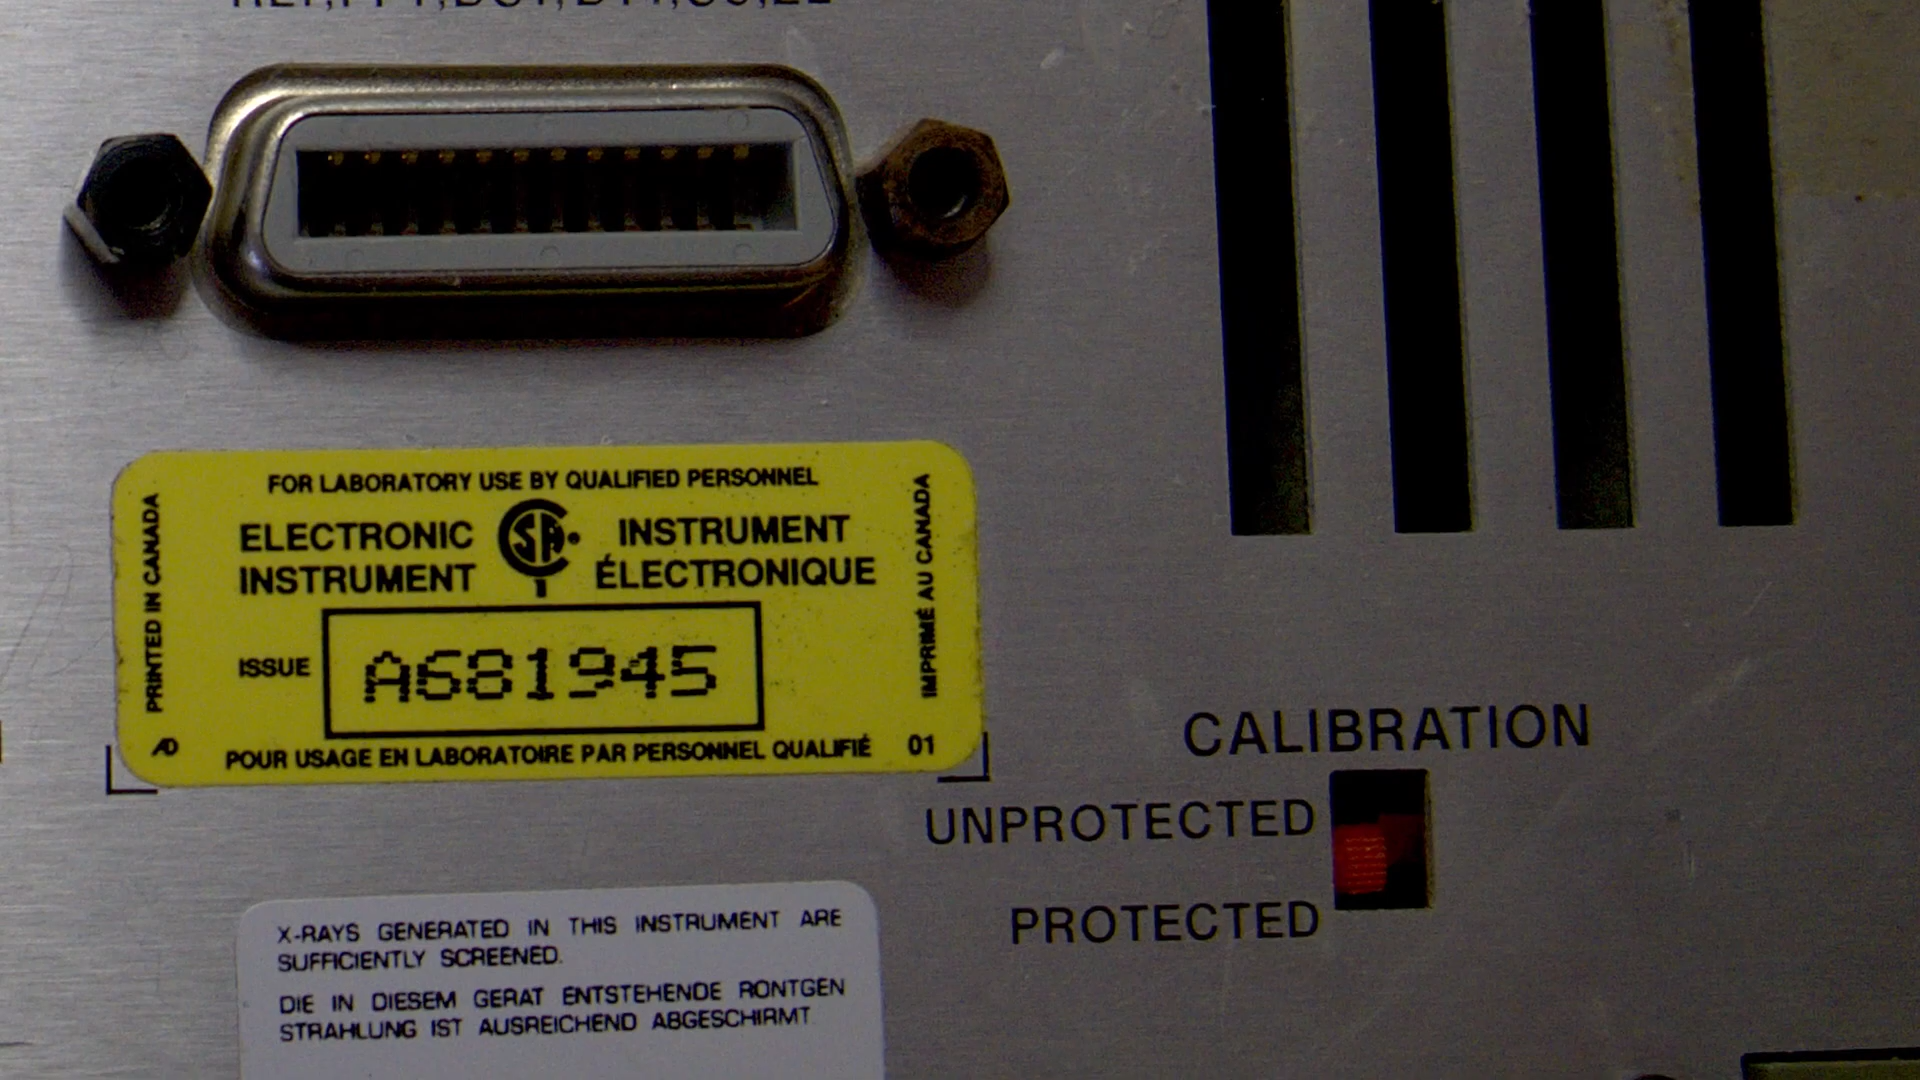 FOR LABORATORY USE BY QUALIFIED PERSONNEL
PRINTED IN CANADA
ELECTRONIC INSTRUMENT
SA
INSTRUMENT ÉLECTRONIQUE
IMPRIMÉ AU CANADA
ISSUE A681945
AD POUR USAGE EN LABORATOIRE PAR PERSONNEL QUALIFIÉ 01
CALIBRATION
UNPROTECTED
PROTECTED
X-RAYS GENERATED IN THIS INSTRUMENT ARE
SUFFICIENTLY SCREENED.
DIE IN DIESEM GERAT ENTSTEHENDE RONTGEN
STRAHLUNG IST AUSREICHEND ABGESCHIRMT